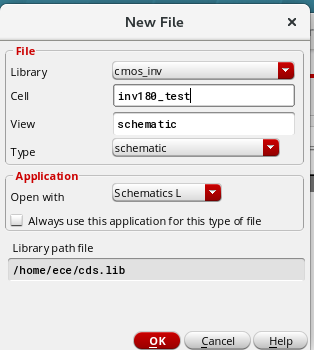 New File
File
Library cmos_inv
Cell inv180_test
View schematic
Type schematic
Application
Open with Schematics L
Always use this application for this type of file
Library path file
/home/ece/cds.lib
OK Cancel Help